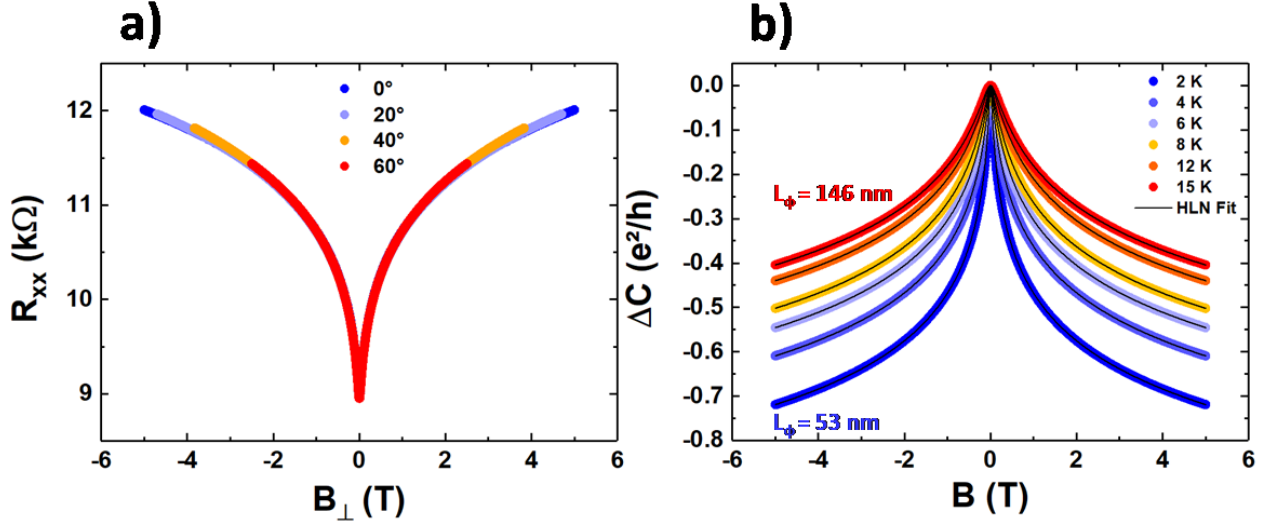 a)
12
11
10
9
Rxx (kΩ)
0°
20°
40°
60°
-6 -4 -2 0 2 4 6
B⊥ (T)
b)
0.0
-0.1
-0.2
-0.3
-0.4
-0.5
-0.6
-0.7
-0.8
ΔC (e²/h)
2 K
4 K
6 K
8 K
12 K
15 K
HLN Fit
Lϕ = 146 nm
Lϕ = 53 nm
-6 -4 -2 0 2 4 6
B (T)